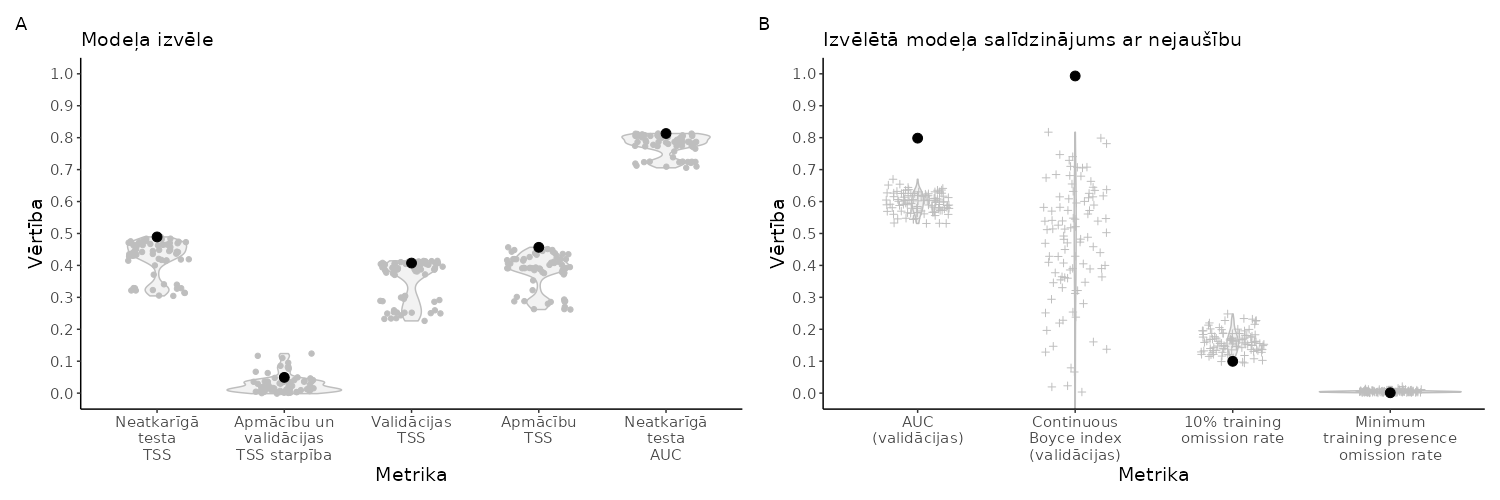 A
Modeļa izvēle
Vērtība
1.0
0.9
0.8
0.7
0.6
0.5
0.4
0.3
0.2
0.1
0.0
Neatkarīgā
testa
TSS
Apmācību un
validācijas
TSS starpība
Validācijas
TSS
Apmācību
TSS
Neatkarīgā
testa
AUC
Metrika
B
Izvēlētā modeļa salīdzinājums ar nejaušību
Vērtība
1.0
0.9
0.8
0.7
0.6
0.5
0.4
0.3
0.2
0.1
0.0
AUC
(validācijas)
Continuous
Boyce index
(validācijas)
10% training
omission rate
Minimum
training presence
omission rate
Metrika